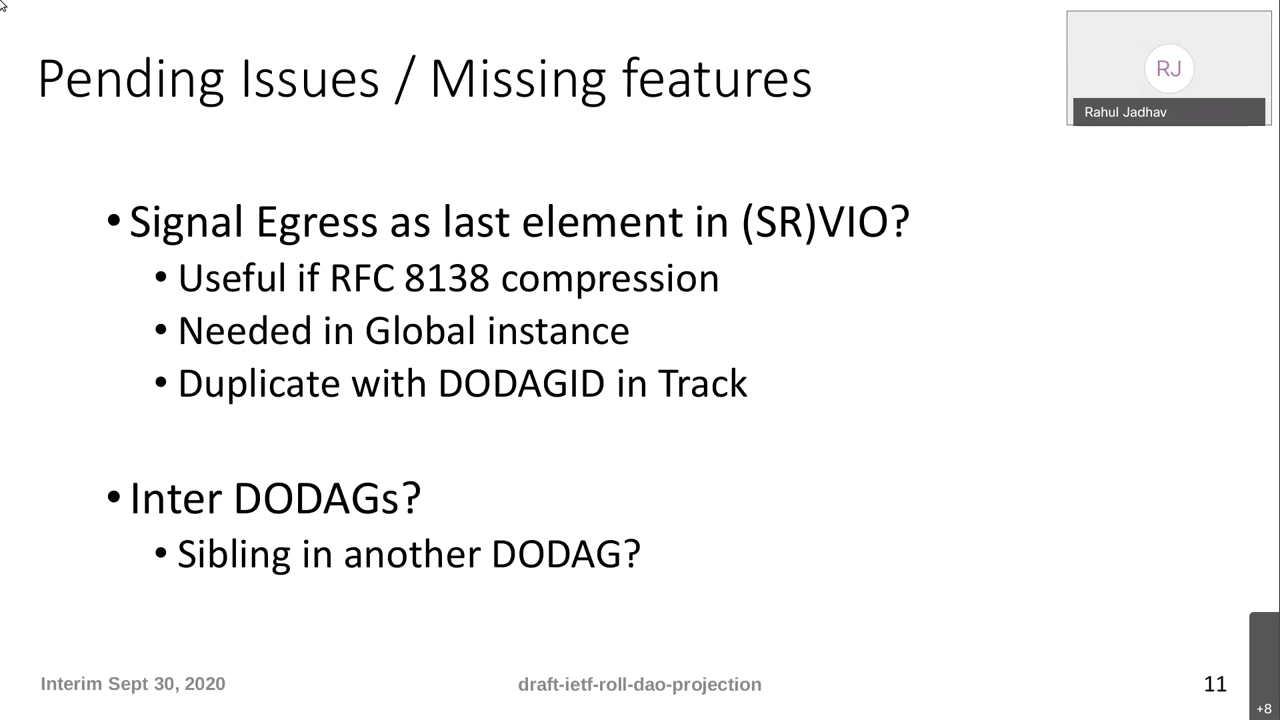 Pending Issues / Missing features
RJ
Rahul Jadhav
• Signal Egress as last element in (SR)VIO?
• Useful if RFC 8138 compression
• Needed in Global instance
• Duplicate with DODAGID in Track
• Inter DODAGs?
• Sibling in another DODAG?
Interim Sept 30, 2020
draft-ietf-roll-dao-projection
11
+8